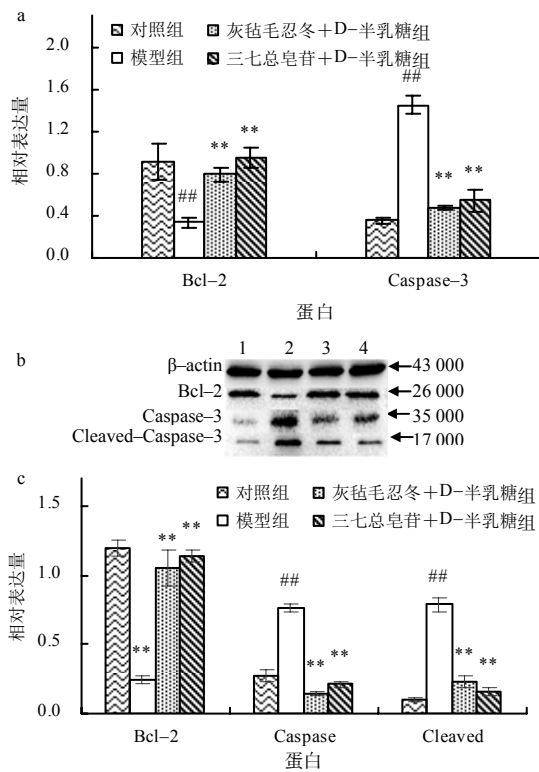 a
对照组 灰毡毛忍冬+D-半乳糖组
模型组 三七总皂苷+D-半乳糖组
2.0
1.6
1.2
0.8
0.4
0.0
相对表达量
##
**
**
##
**
**
Bcl-2 Caspase-3
蛋白
b
1 2 3 4
β-actin 43 000
Bcl-2 26 000
Caspase-3 35 000
Cleaved-Caspase-3 17 000
c
对照组 灰毡毛忍冬+D-半乳糖组
模型组 三七总皂苷+D-半乳糖组
1.5
1.0
0.5
0.0
相对表达量
**
**
**
##
**
**
##
**
**
Bcl-2 Caspase Cleaved
蛋白